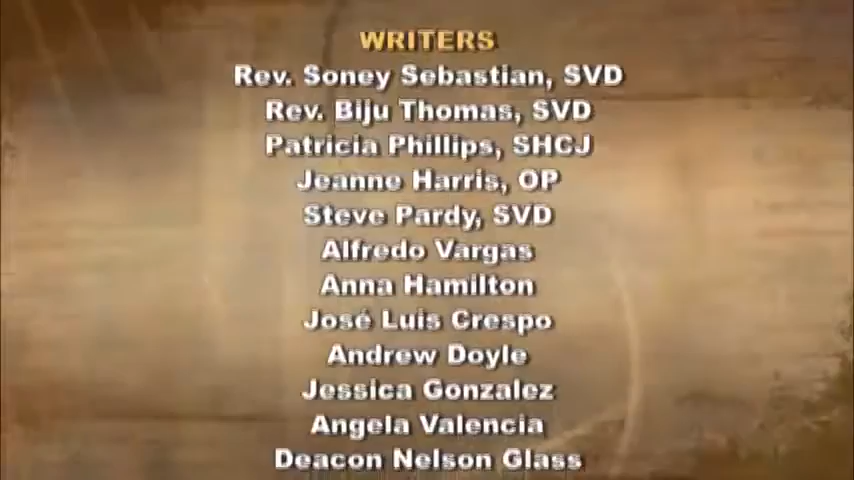 WRITERS
Rev. Soney Sebastian, SVD
Rev. Biju Thomas, SVD
Patricia Phillips, SHCJ
Jeanne Harris, OP
Steve Pardy, SVD
Alfredo Vargas
Anna Hamilton
José Luis Crespo
Andrew Doyle
Jessica Gonzalez
Angela Valencia
Deacon Nelson Glass